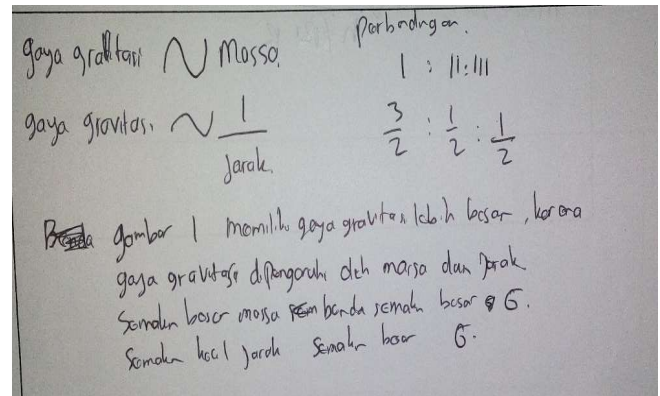 gaya gravitasi ~ Massa.
gaya gravitasi ~ 1 / Jarak.
Perbandingan.
I : II : III
3/2 : 1/2 : 1/2
gambar I memiliki gaya gravitasi lebih besar, karena
gaya gravitasi dipengaruhi oleh massa dan Jarak
Semakin besar massa benda semakin besar G.
Semakin kecil jarak semakin besar G.